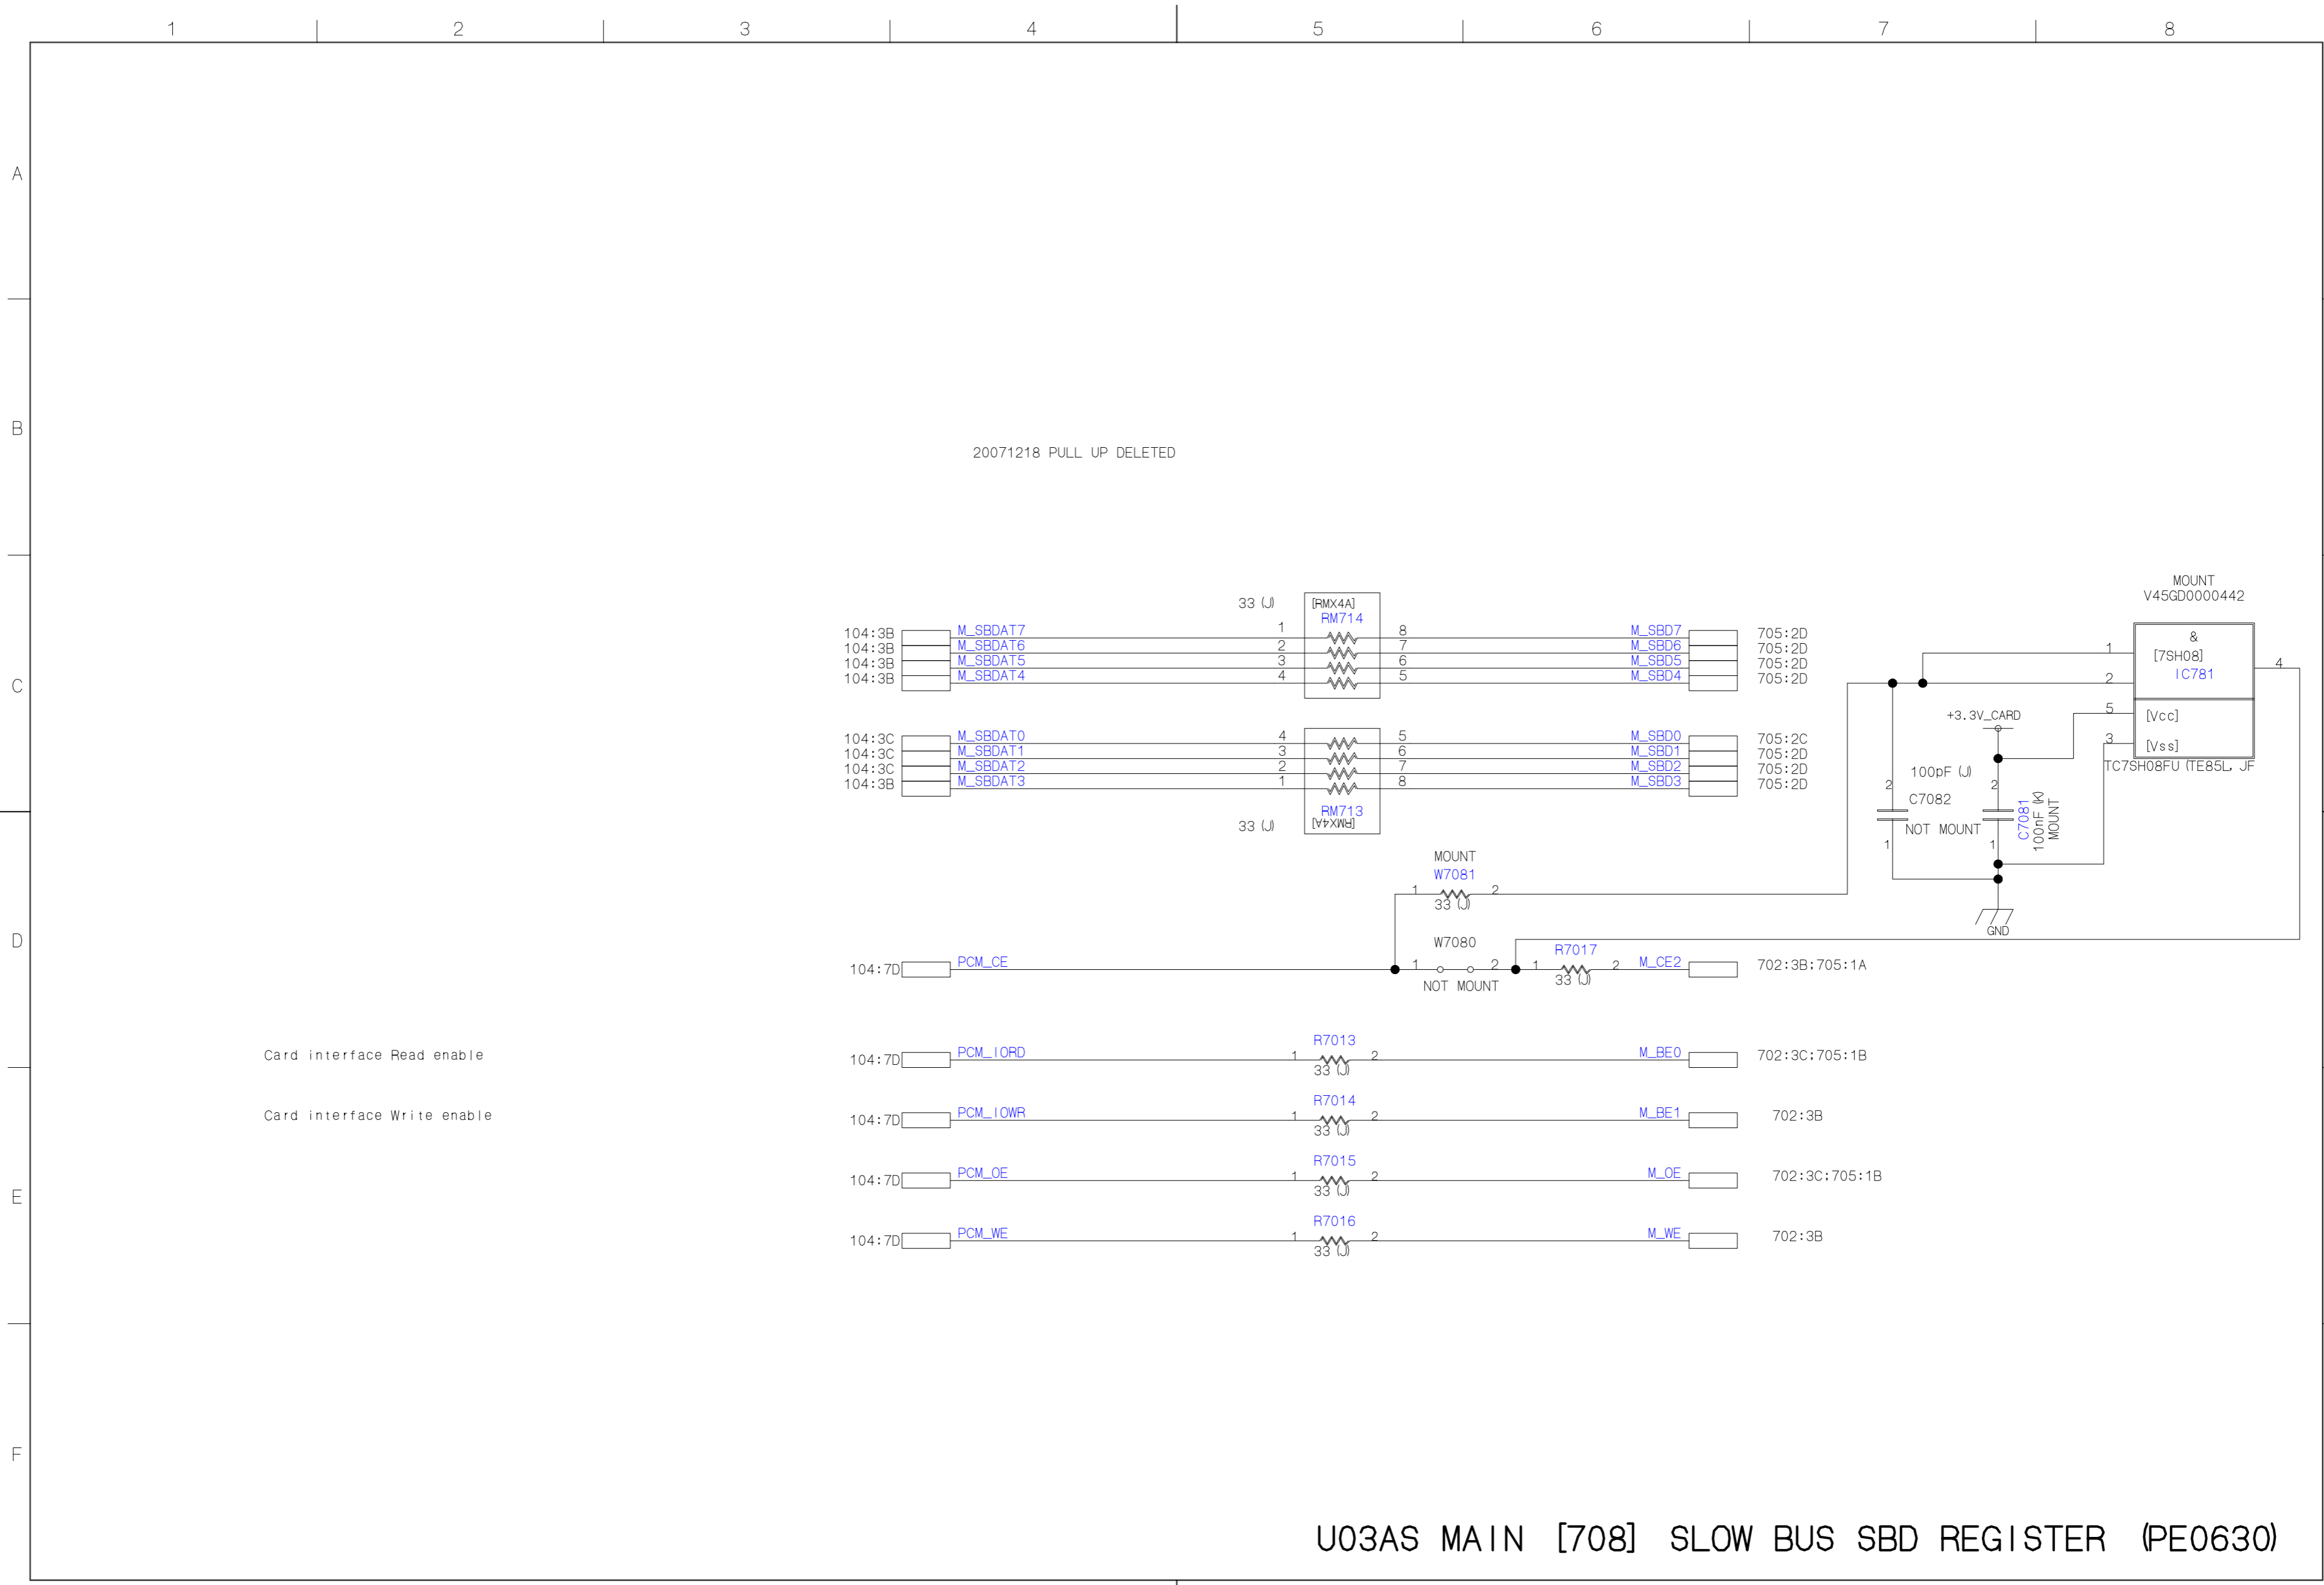 1 2 3 4 5 6 7 8
A
B
20071218 PULL UP DELETED
C
33 (J) [RMX4A]
RM714
104:3B M_SBDAT7 1 8 M_SBD7 705:2D
104:3B M_SBDAT6 2 7 M_SBD6 705:2D
104:3B M_SBDAT5 3 6 M_SBD5 705:2D
104:3B M_SBDAT4 4 5 M_SBD4 705:2D
104:3C M_SBDAT0 4 5 M_SBD0 705:2C
104:3C M_SBDAT1 3 6 M_SBD1 705:2D
104:3C M_SBDAT2 2 7 M_SBD2 705:2D
104:3B M_SBDAT3 1 8 M_SBD3 705:2D
RM713
33 (J) [RMX4A]
MOUNT
V45GD0000442
&
1 [7SH08] 4
2 IC781
5 [Vcc]
3 [Vss]
TC7SH08FU (TE85L, JF
+3.3V_CARD
100pF (J)
2 2
C7082
NOT MOUNT
1 1
C7081
100nF (K)
MOUNT
GND
D
MOUNT
W7081
1 2
33 (J)
W7080 R7017
104:7D PCM_CE 1 2 1 2 M_CE2 702:3B;705:1A
NOT MOUNT 33 (J)
R7013
Card interface Read enable 104:7D PCM_IORD 1 2 M_BE0 702:3C;705:1B
33 (J)
R7014
Card interface Write enable 104:7D PCM_IOWR 1 2 M_BE1 702:3B
33 (J)
E
R7015
104:7D PCM_OE 1 2 M_OE 702:3C;705:1B
33 (J)
R7016
104:7D PCM_WE 1 2 M_WE 702:3B
33 (J)
F
U03AS MAIN [708] SLOW BUS SBD REGISTER (PE0630)